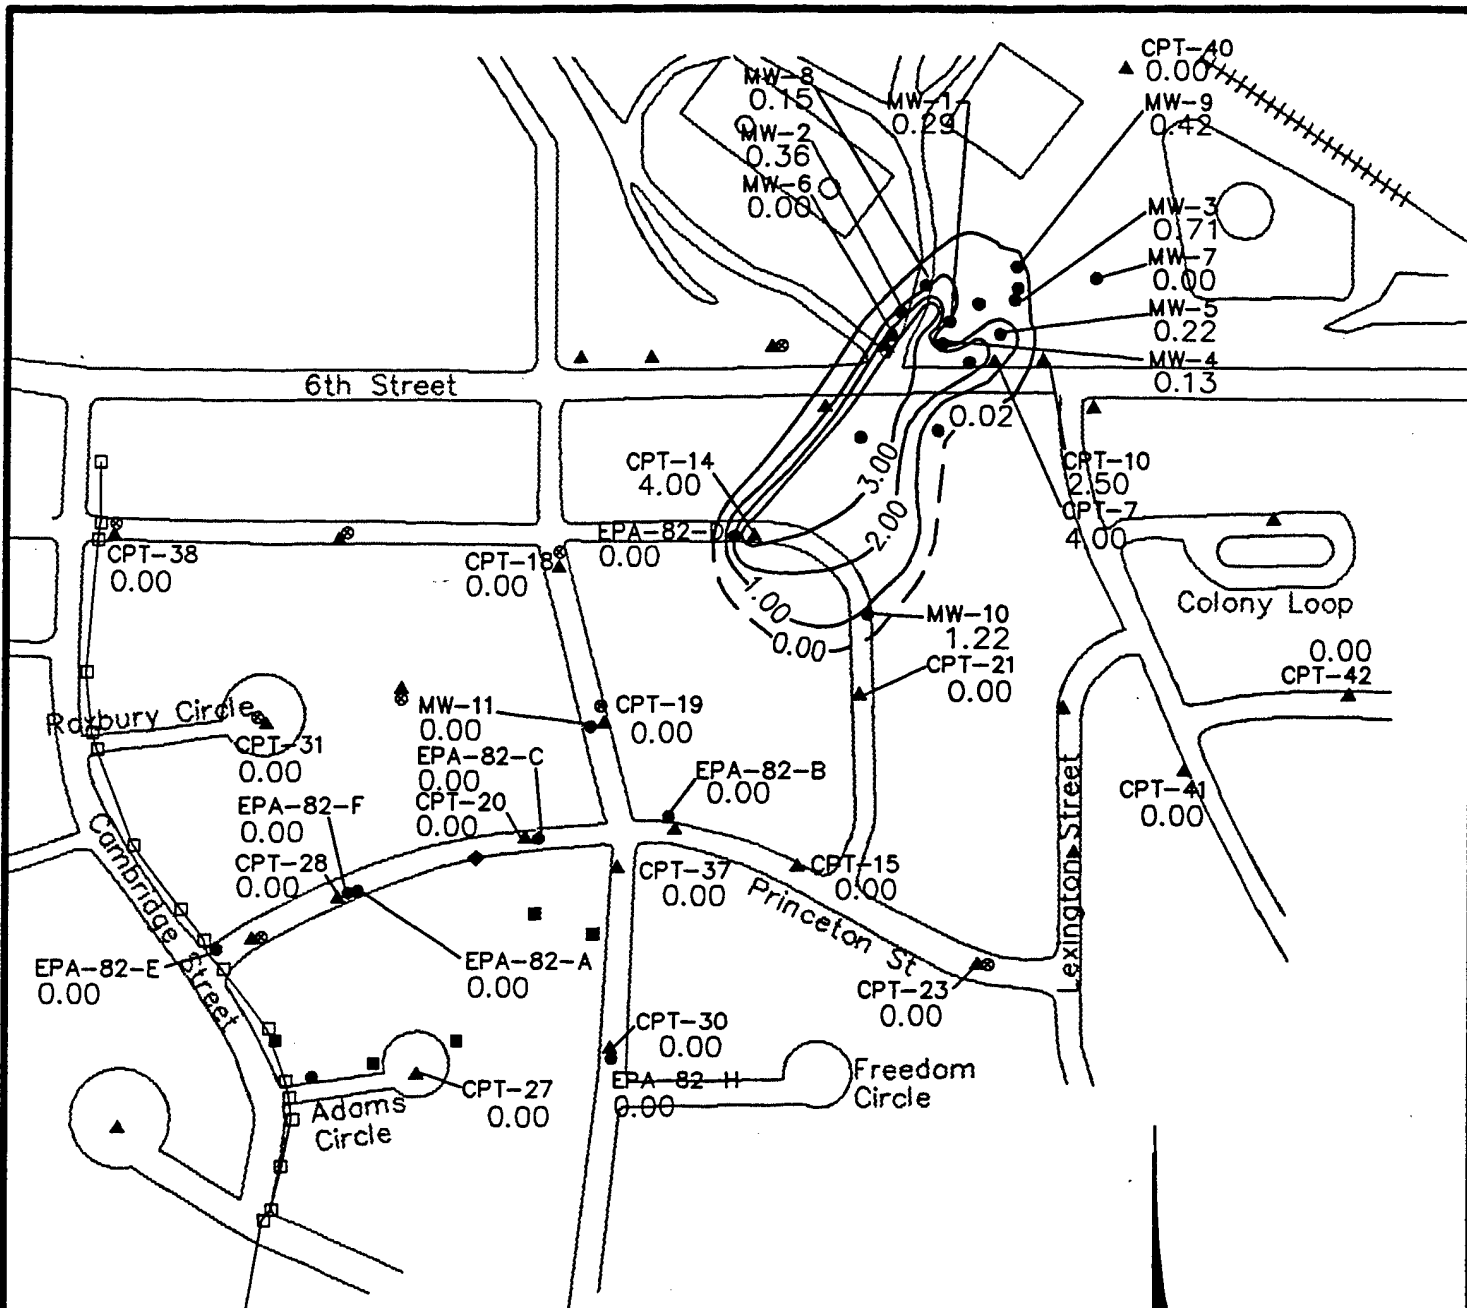 CPT-40
0.00
MW-8
0.15
MW-1
0.29
MW-9
0.42
MW-2
0.36
MW-6
0.00
MW-3
0.71
MW-7
0.00
MW-5
0.22
MW-4
0.13
6th Street
0.02
CPT-14
4.00
3.00
CPT-10
2.50
CPT-7
4.00
2.00
EPA-82-D
0.00
CPT-38
0.00
CPT-18
0.00
1.00
0.00
Colony Loop
MW-10
1.22
CPT-21
0.00
0.00
CPT-42
Roxbury Circle
MW-11
0.00
CPT-19
0.00
CPT-31
0.00
EPA-82-C
0.00
EPA-82-B
0.00
CPT-20
0.00
EPA-82-F
0.00
CPT-41
0.00
CPT-28
0.00
CPT-37
0.00
CPT-15
0.00
Cambridge Street
Princeton St
Lexington Street
EPA-82-E
0.00
EPA-82-A
0.00
CPT-23
0.00
CPT-30
0.00
EPA-82-H
0.00
CPT-27
0.00
Adams
Circle
Freedom
Circle